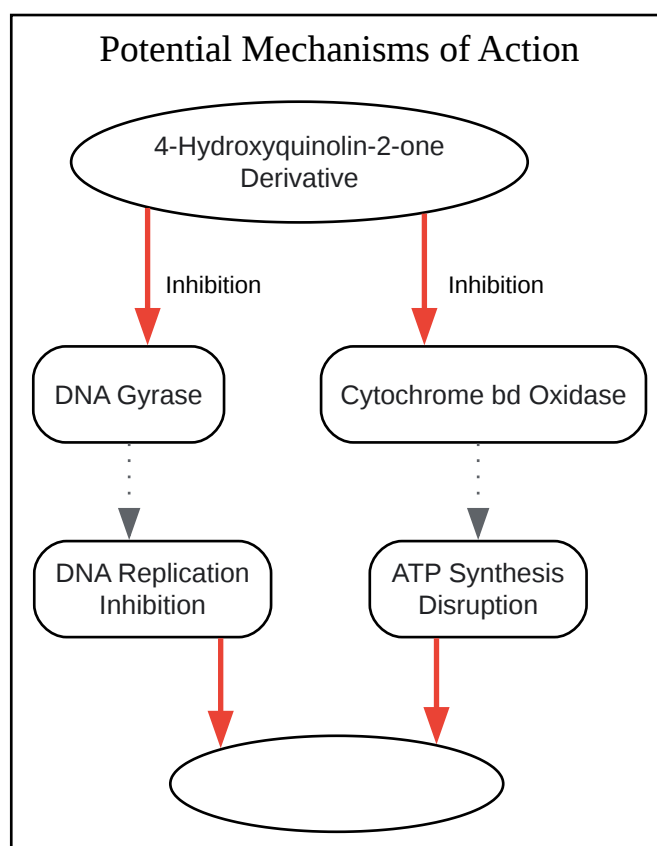 Potential Mechanisms of Action
4-Hydroxyquinolin-2-one
Derivative
Inhibition
Inhibition
DNA Gyrase
Cytochrome bd Oxidase
DNA Replication
Inhibition
ATP Synthesis
Disruption